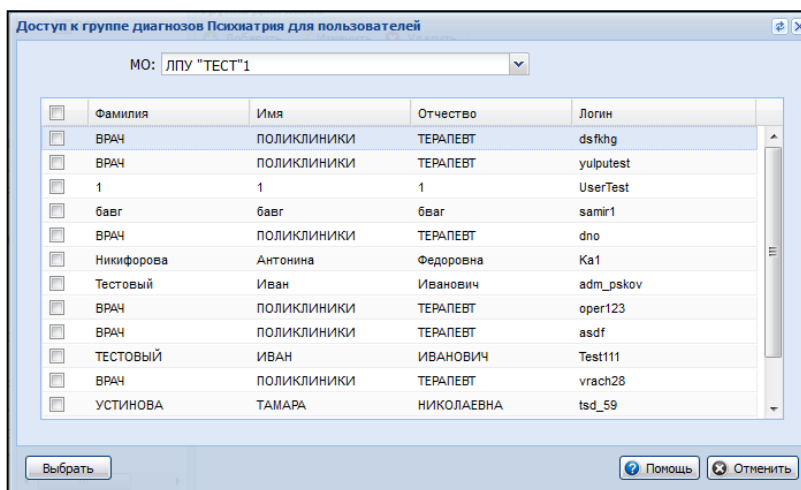 Доступ к группе диагнозов Психиатрия для пользователей
МО: ЛПУ "ТЕСТ"1
Фамилия Имя Отчество Логин
ВРАЧ ПОЛИКЛИНИКИ ТЕРАПЕВТ dsfkhg
ВРАЧ ПОЛИКЛИНИКИ ТЕРАПЕВТ yulputest
1 1 1 UserTest
бавг бавг бваг samir1
ВРАЧ ПОЛИКЛИНИКИ ТЕРАПЕВТ dno
Никифорова Антонина Федоровна Ka1
Тестовый Иван Иванович adm_pskov
ВРАЧ ПОЛИКЛИНИКИ ТЕРАПЕВТ oper123
ВРАЧ ПОЛИКЛИНИКИ ТЕРАПЕВТ asdf
ТЕСТОВЫЙ ИВАН ИВАНОВИЧ Test111
ВРАЧ ПОЛИКЛИНИКИ ТЕРАПЕВТ vrach28
УСТИНОВА ТАМАРА НИКОЛАЕВНА tsd_59
Выбрать Помощь Отменить